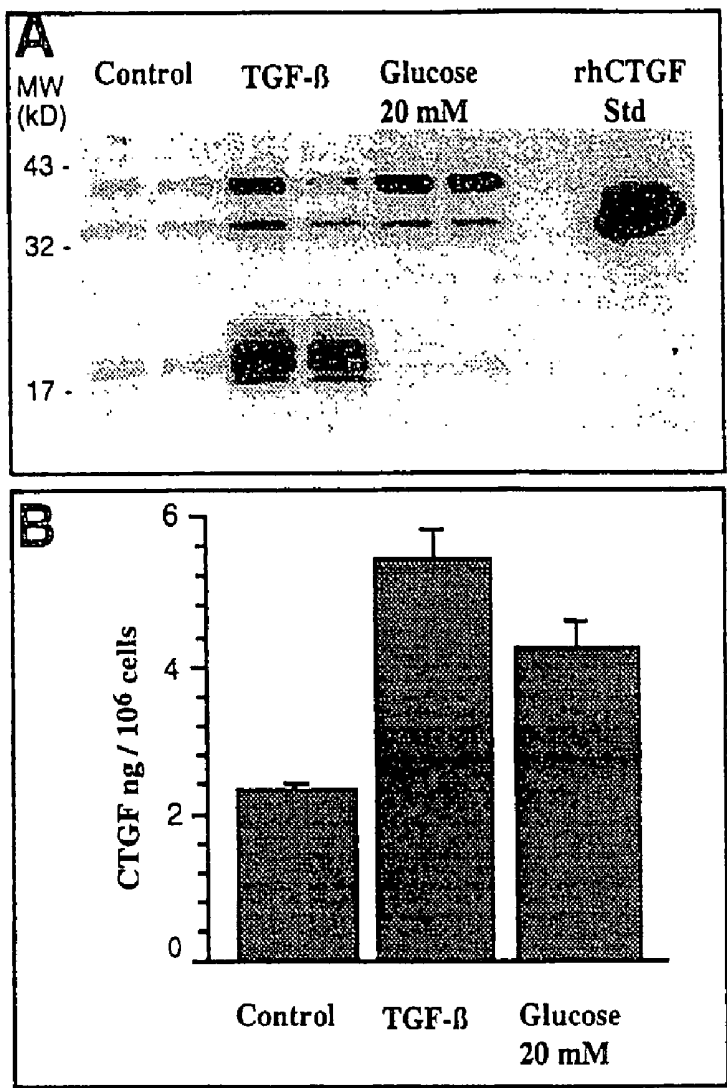 A
MW
(kD)
Control TGF-ß Glucose
20 mM rhCTGF
Std
43 -
32 -
17 -
B
6
4
2
0
CTGF ng / 10⁶ cells
Control TGF-ß Glucose
20 mM